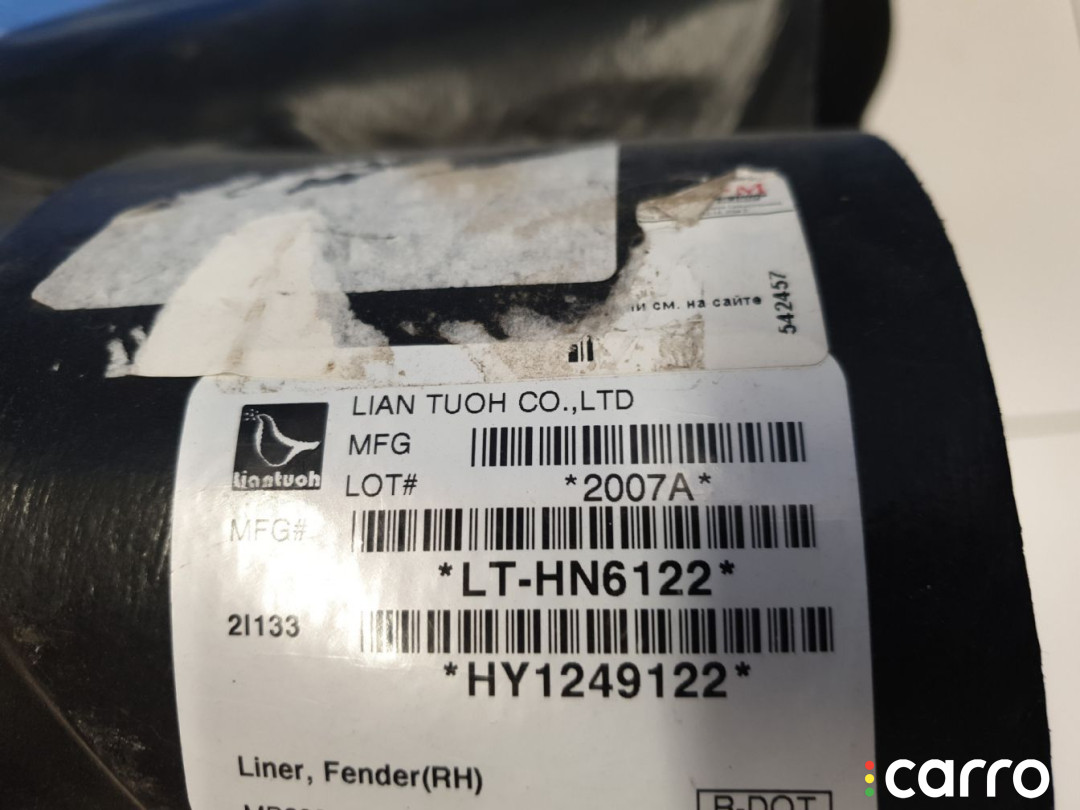 см. на сайте
542457
LIAN TUOH CO.,LTD
liantuoh
MFG
LOT#
*2007A*
MFG#
*LT-HN6122*
2I133
*HY1249122*
Liner, Fender(RH)
B-DOT
carro